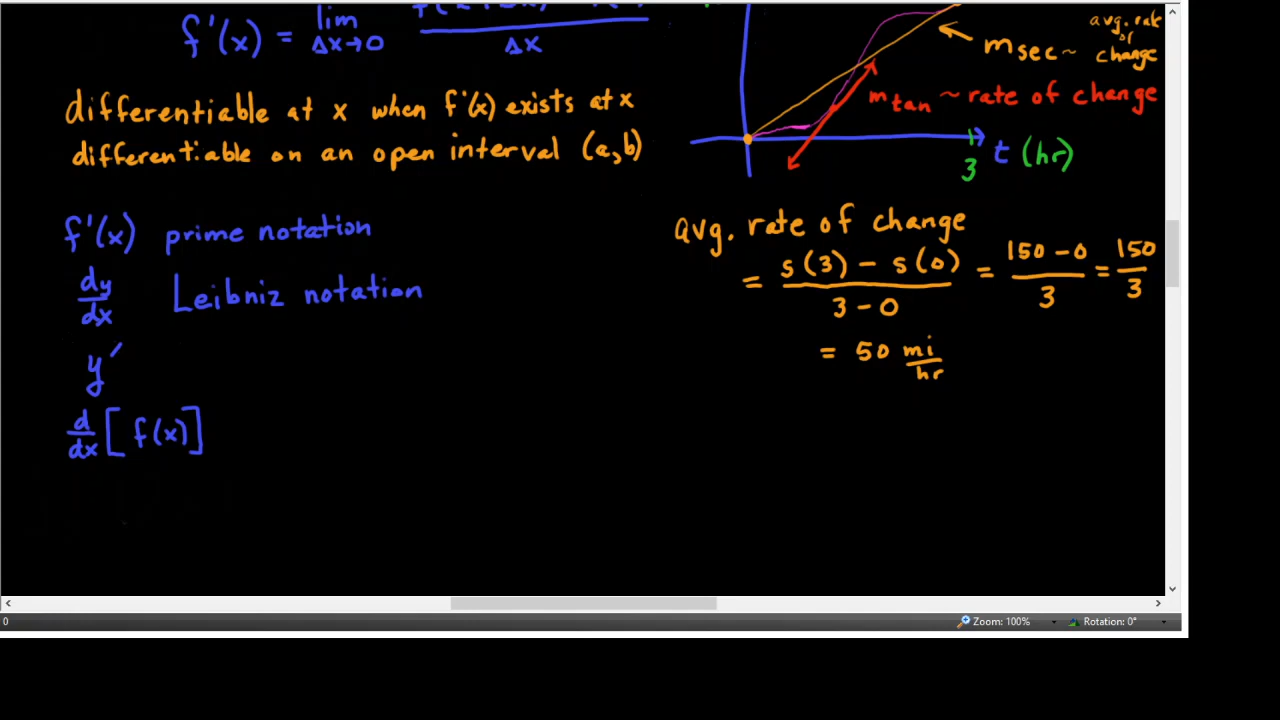 f'(x) = lim Δx→0 / Δx
differentiable at x when f'(x) exists at x
differentiable on an open interval (a,b)
f'(x) prime notation
dy/dx Leibniz notation
y'
d/dx [ f(x) ]
avg. rate
of
change
m sec ~
m tan ~ rate of change
3
t (hr)
avg. rate of change
= s(3) - s(0) / 3 - 0 = 150 - 0 / 3 = 150 / 3
= 50 mi/hr
0
Zoom: 100%
Rotation: 0°